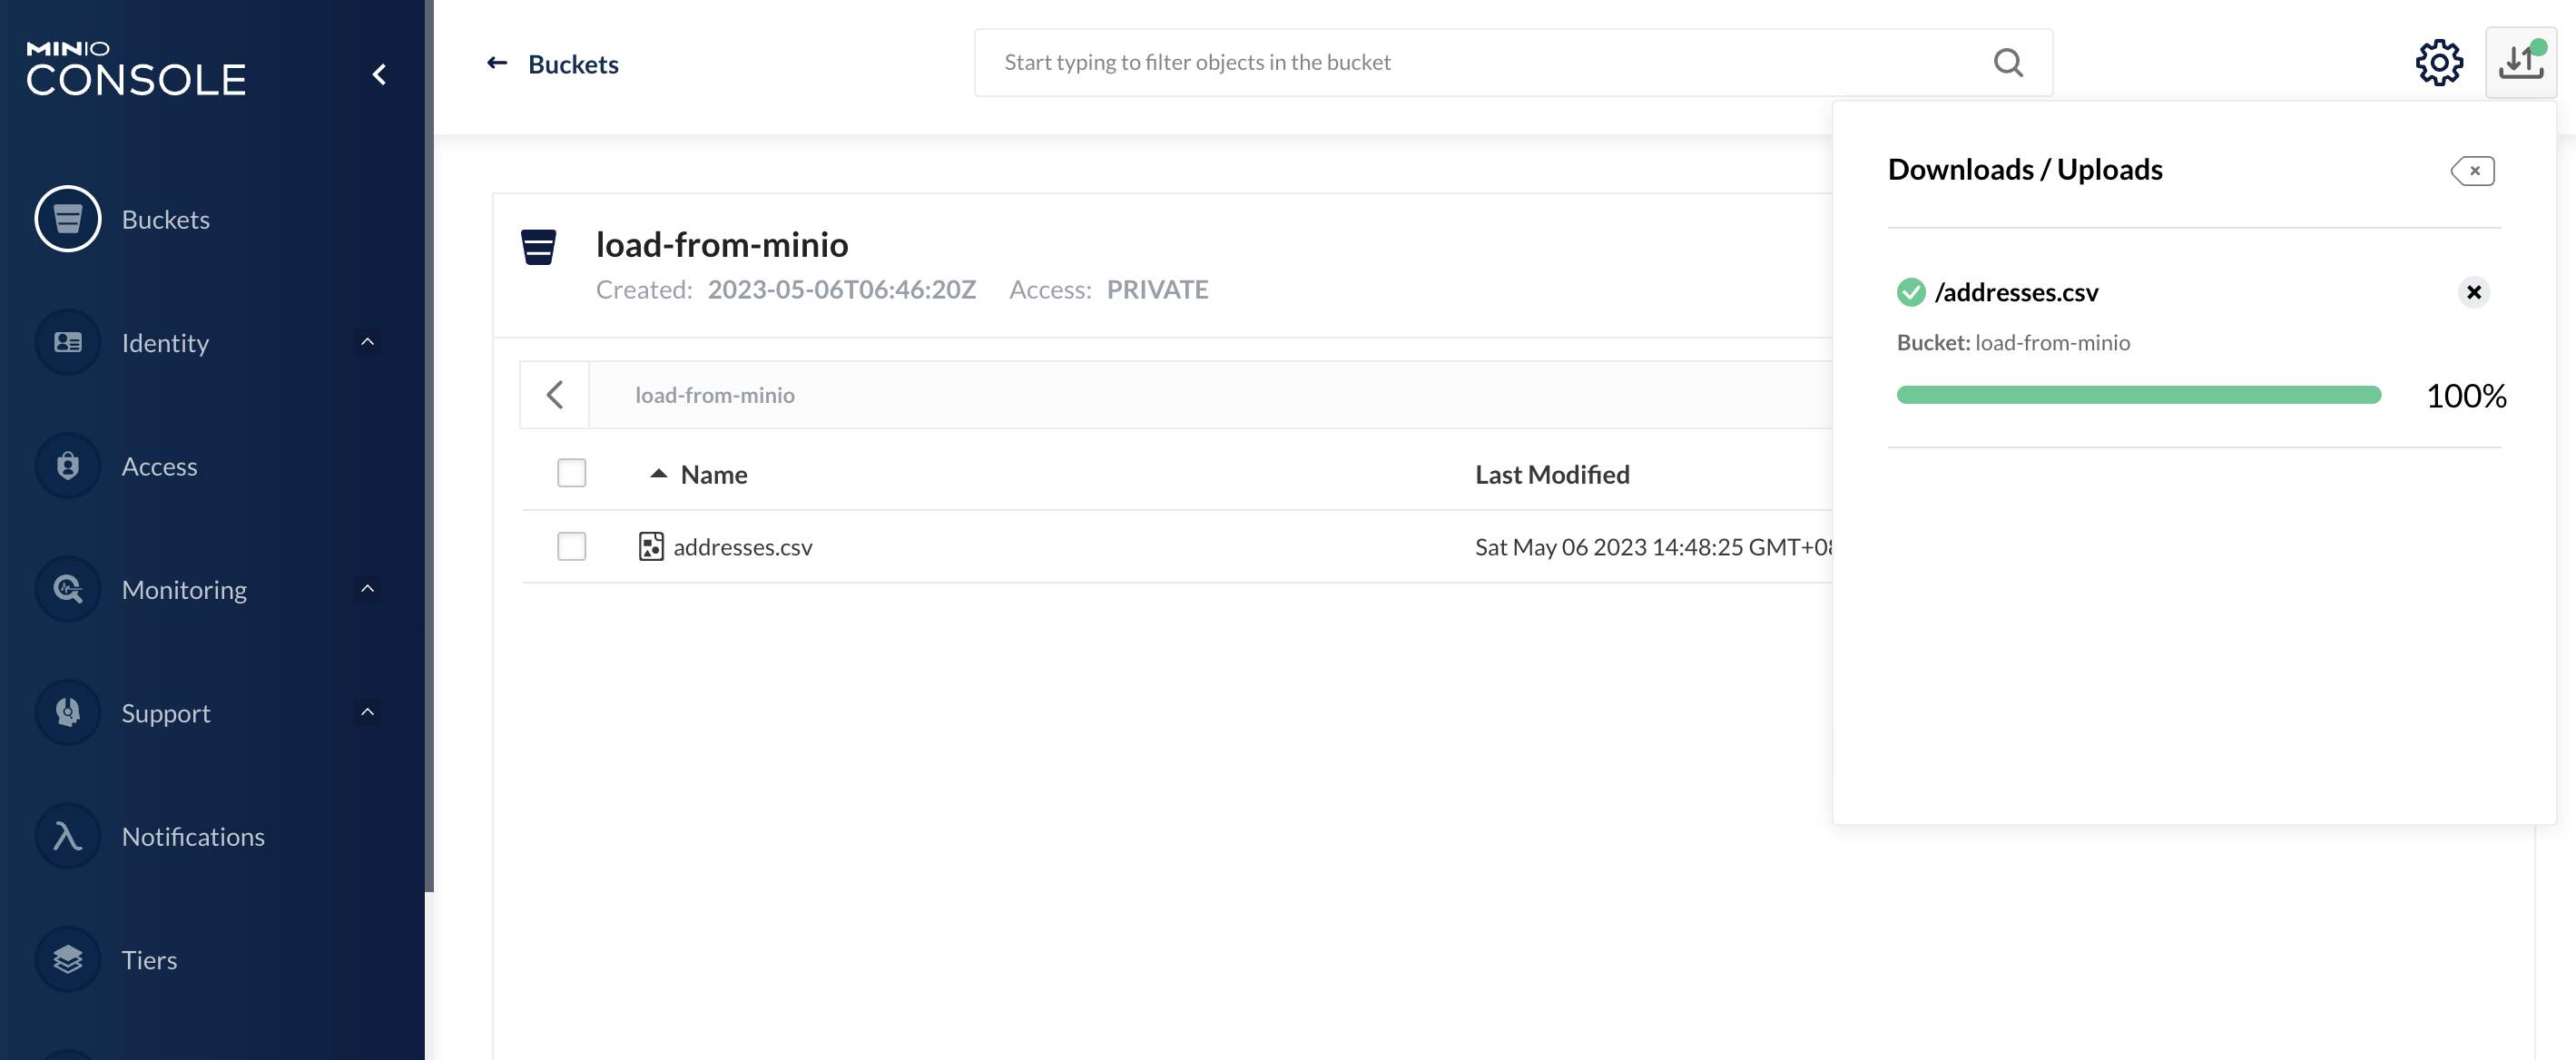 MINIO
CONSOLE
Buckets
Identity
Access
Monitoring
Support
Notifications
Tiers
Buckets
Start typing to filter objects in the bucket
load-from-minio
Created: 2023-05-06T06:46:20Z Access: PRIVATE
load-from-minio
Name Last Modified
addresses.csv Sat May 06 2023 14:48:25 GMT+08
Downloads / Uploads
/addresses.csv
Bucket: load-from-minio
100%